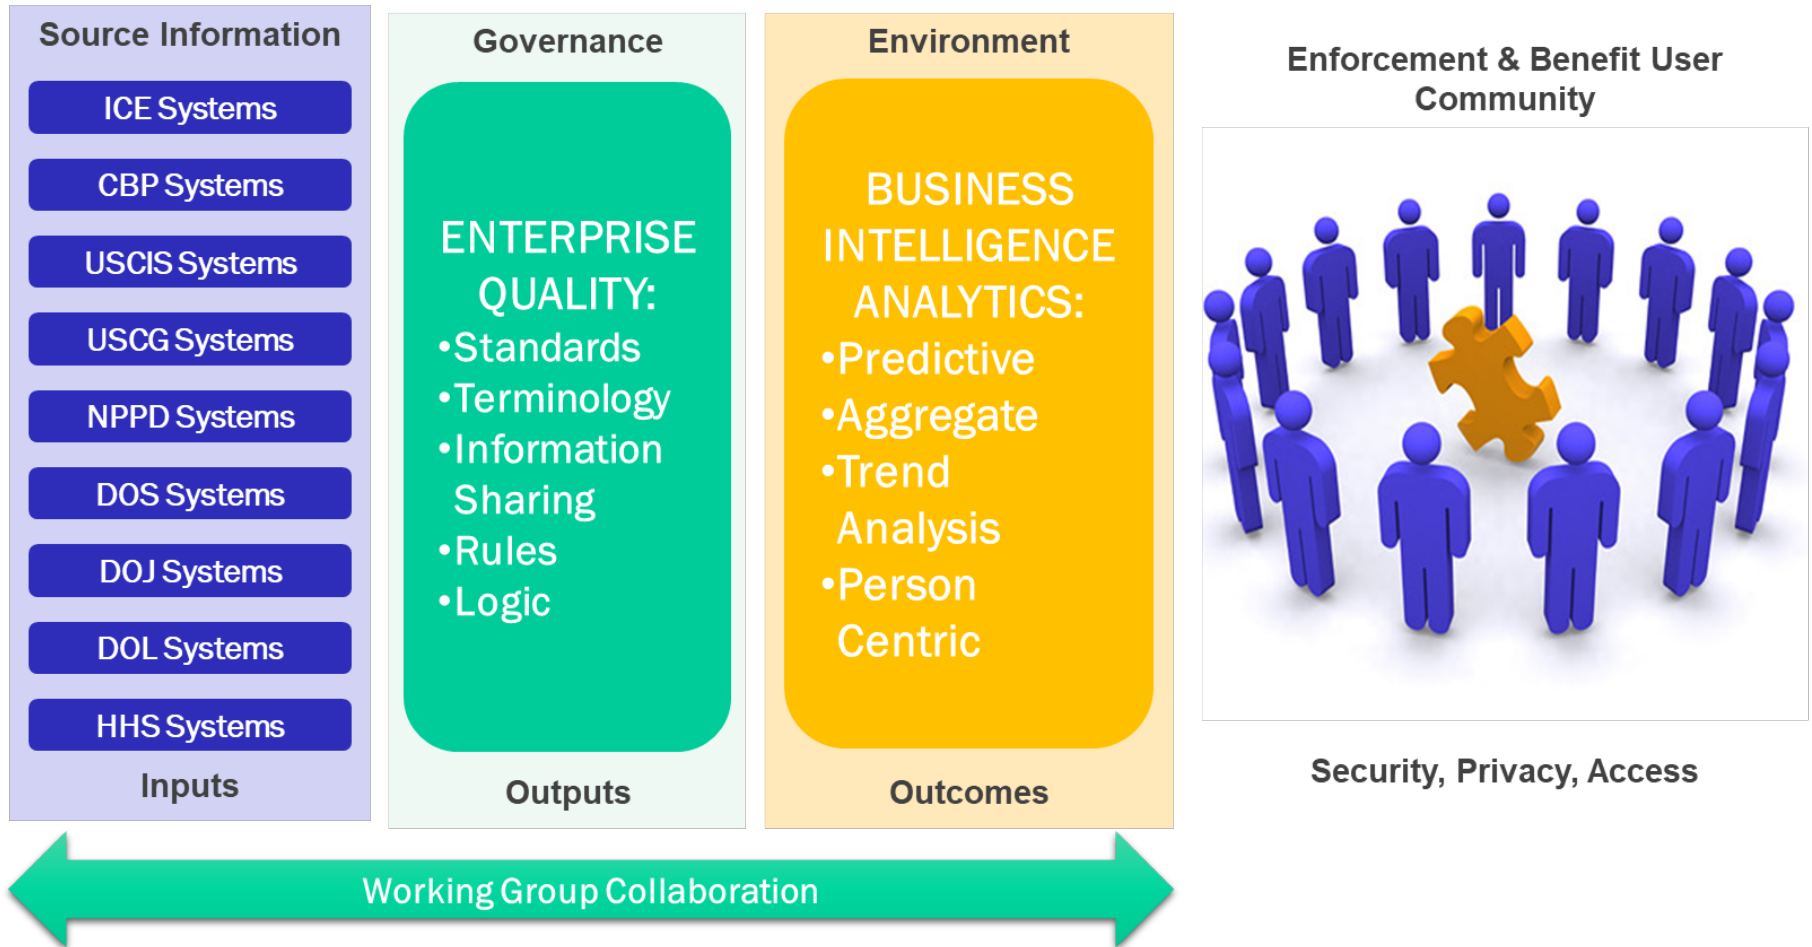 Source Information
ICE Systems
CBP Systems
USCIS Systems
USCG Systems
NPPD Systems
DOS Systems
DOJ Systems
DOL Systems
HHS Systems
Inputs
Governance
ENTERPRISE
QUALITY:
•Standards
•Terminology
•Information
Sharing
•Rules
•Logic
Outputs
Environment
BUSINESS
INTELLIGENCE
ANALYTICS:
•Predictive
•Aggregate
•Trend
Analysis
•Person
Centric
Outcomes
Enforcement & Benefit User
Community
Security, Privacy, Access
Working Group Collaboration